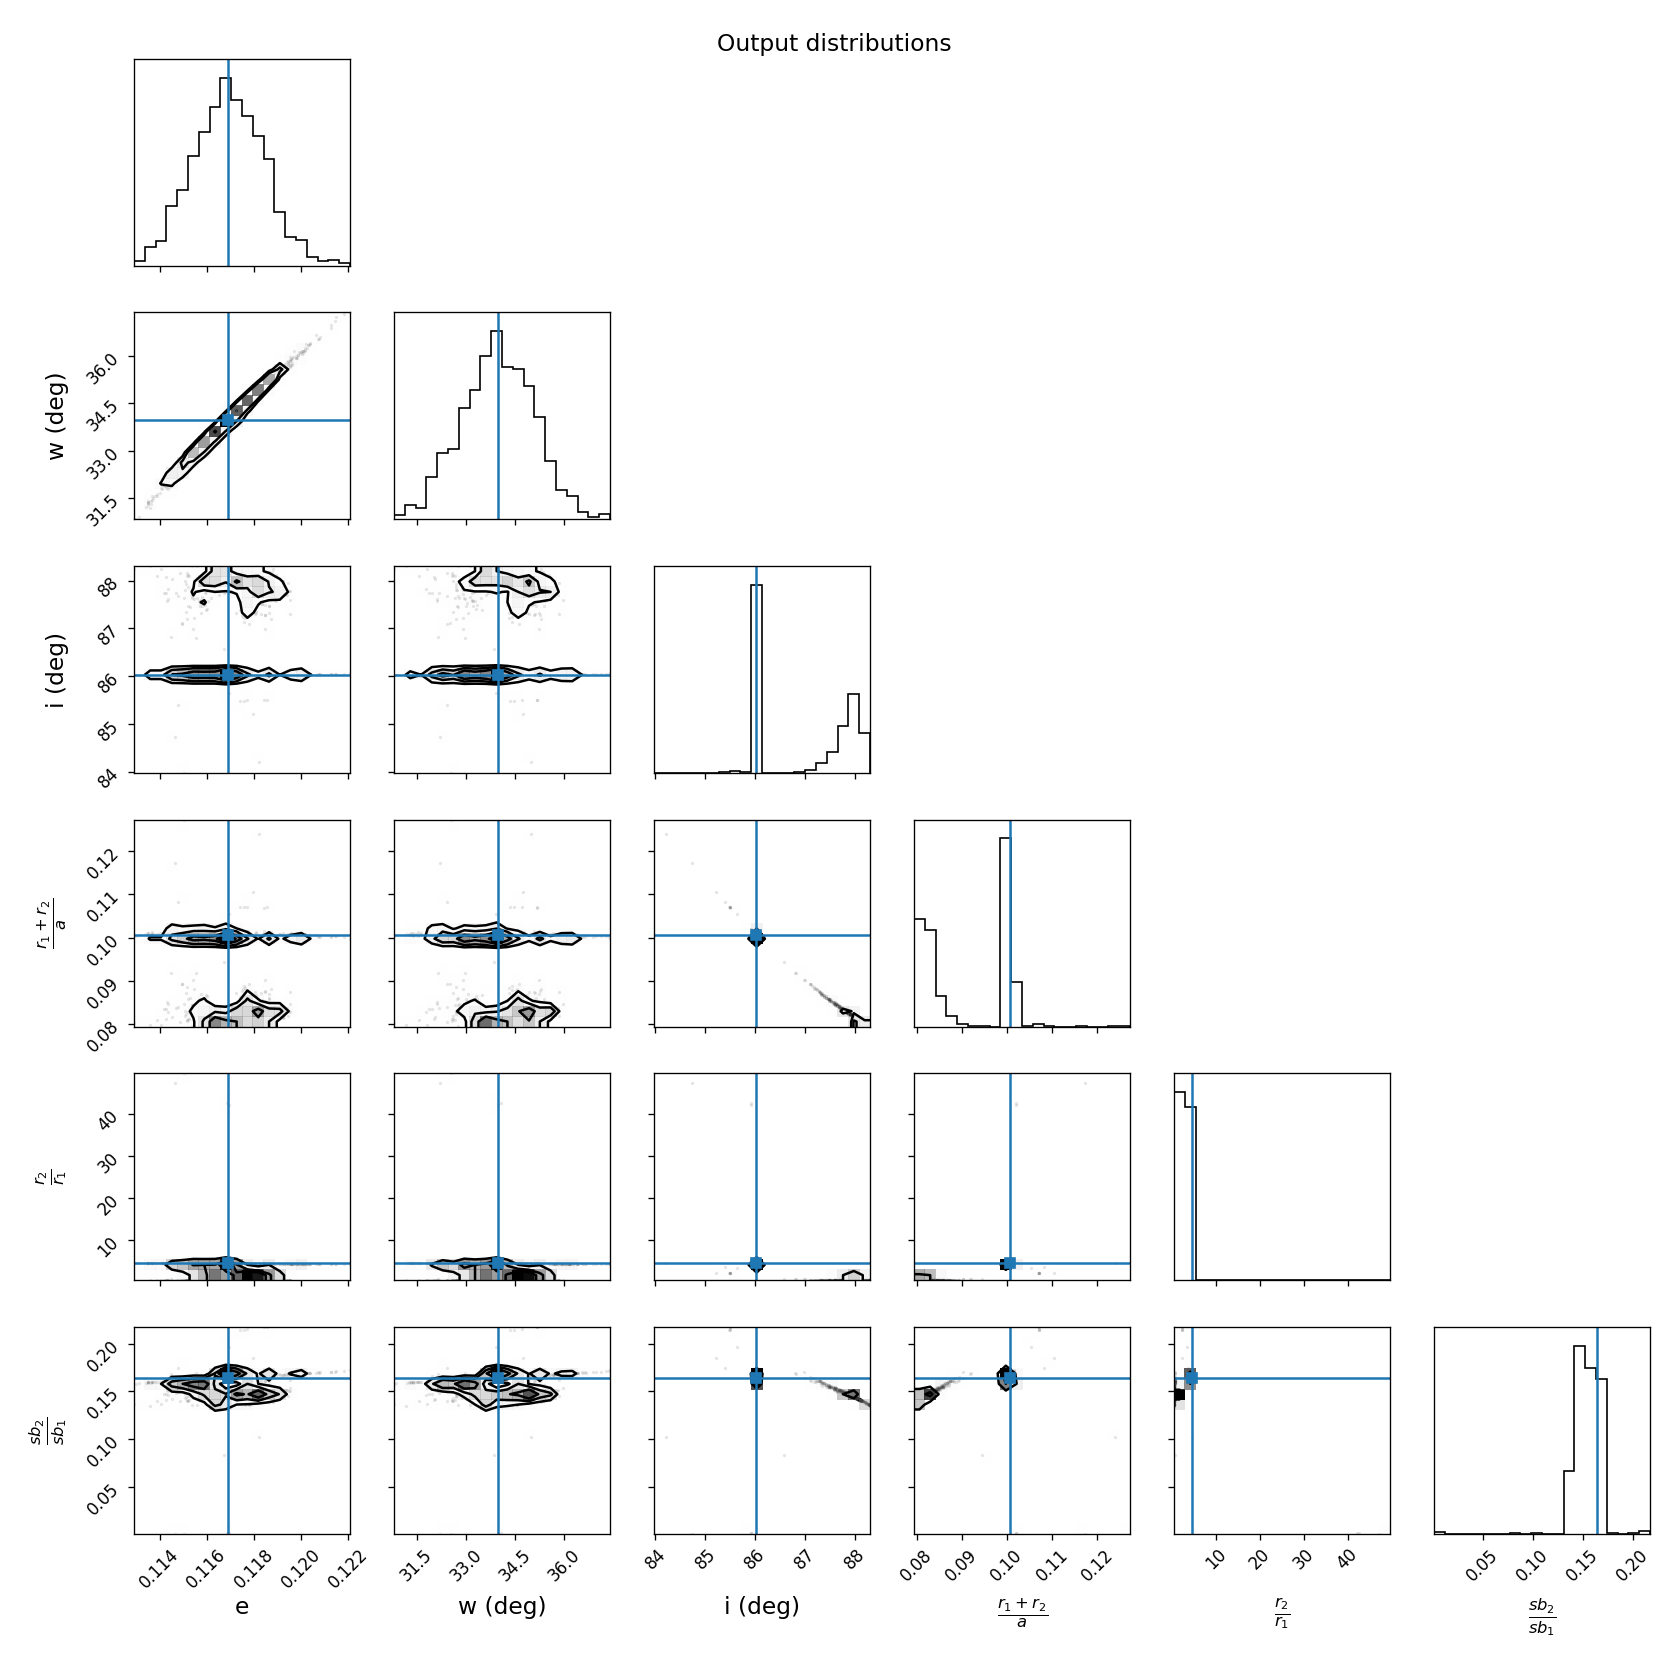 Output distributions
w (deg)
36.0
34.5
33.0
31.5
i (deg)
88
87
86
85
84
r₁ + r₂
a
0.12
0.11
0.10
0.09
0.08
r₂
r₁
40
30
20
10
sb₂
sb₁
0.20
0.15
0.10
0.05
0.114 0.116 0.118 0.120 0.122 31.5 33.0 34.5 36.0 84 85 86 87 88 0.08 0.09 0.10 0.11 0.12 10 20 30 40 0.05 0.10 0.15 0.20
e w (deg) i (deg) r₁ + r₂ r₂ sb₂
a r₁ sb₁